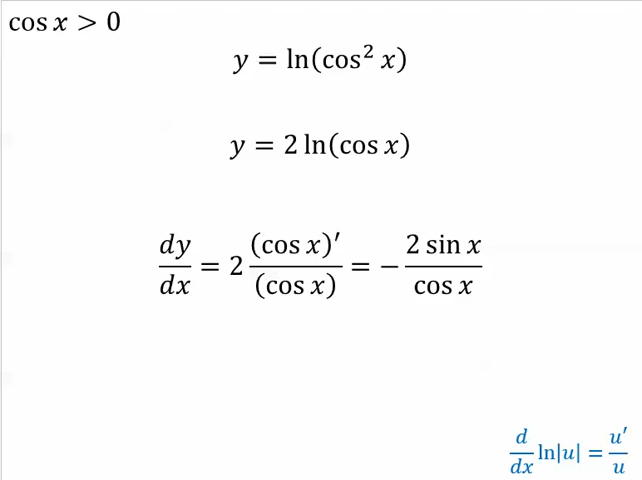 cos x > 0
y = ln(cos² x)
y = 2 ln(cos x)
dy/dx = 2 (cos x)′/(cos x) = − 2 sin x/cos x
d/dx ln|u| = u′/u